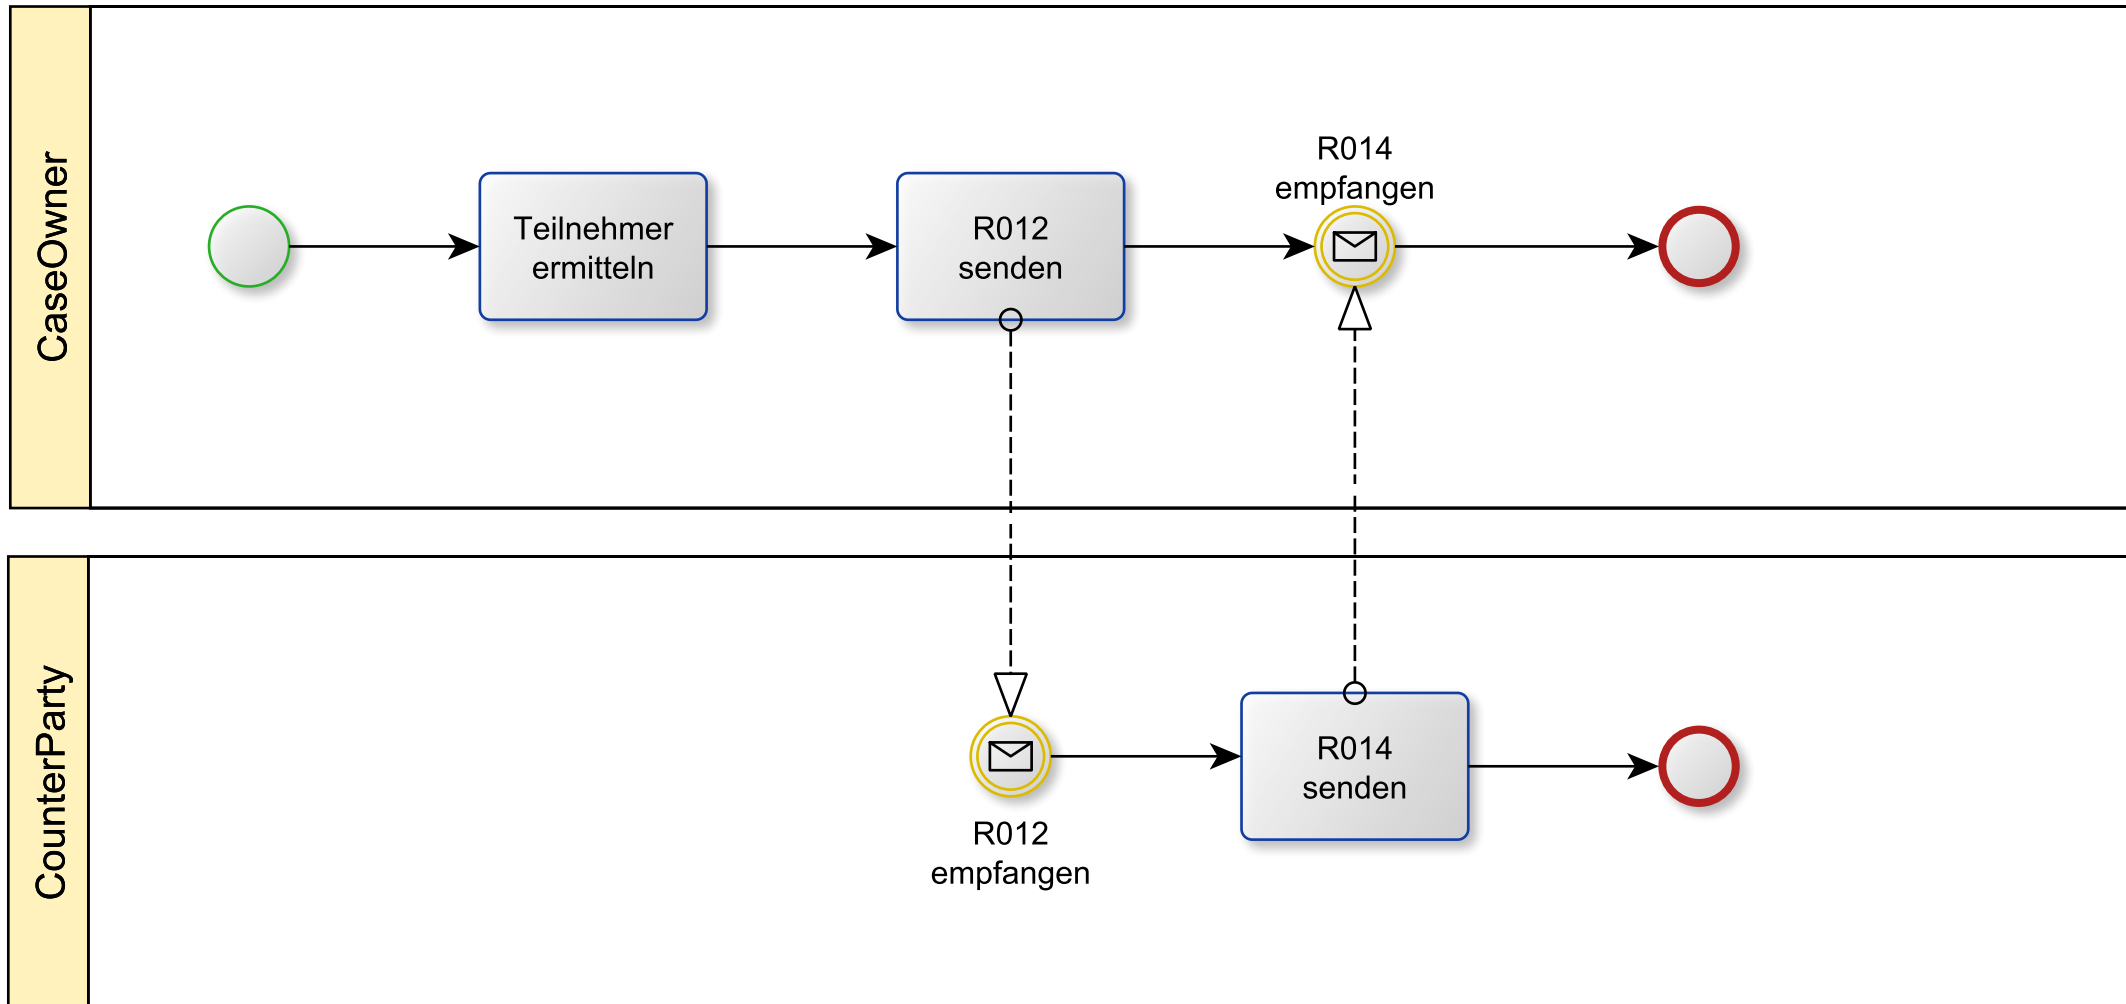 CaseOwner
Teilnehmer
ermitteln
R012
senden
R014
empfangen
CounterParty
R012
empfangen
R014
senden